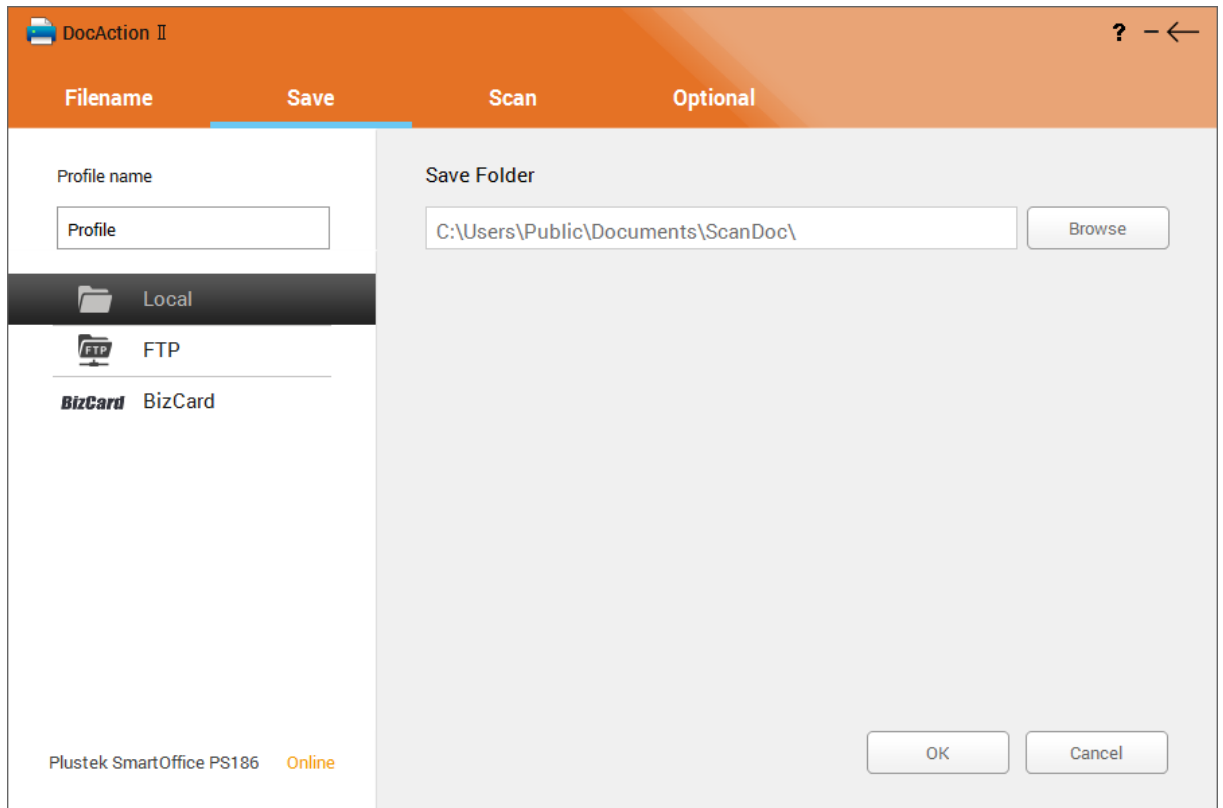 DocAction Ⅱ
?
Filename Save Scan Optional
Profile name
Profile
Local
FTP FTP
BizCard BizCard
Save Folder
C:\Users\Public\Documents\ScanDoc\ Browse
Plustek SmartOffice PS186 Online
OK Cancel